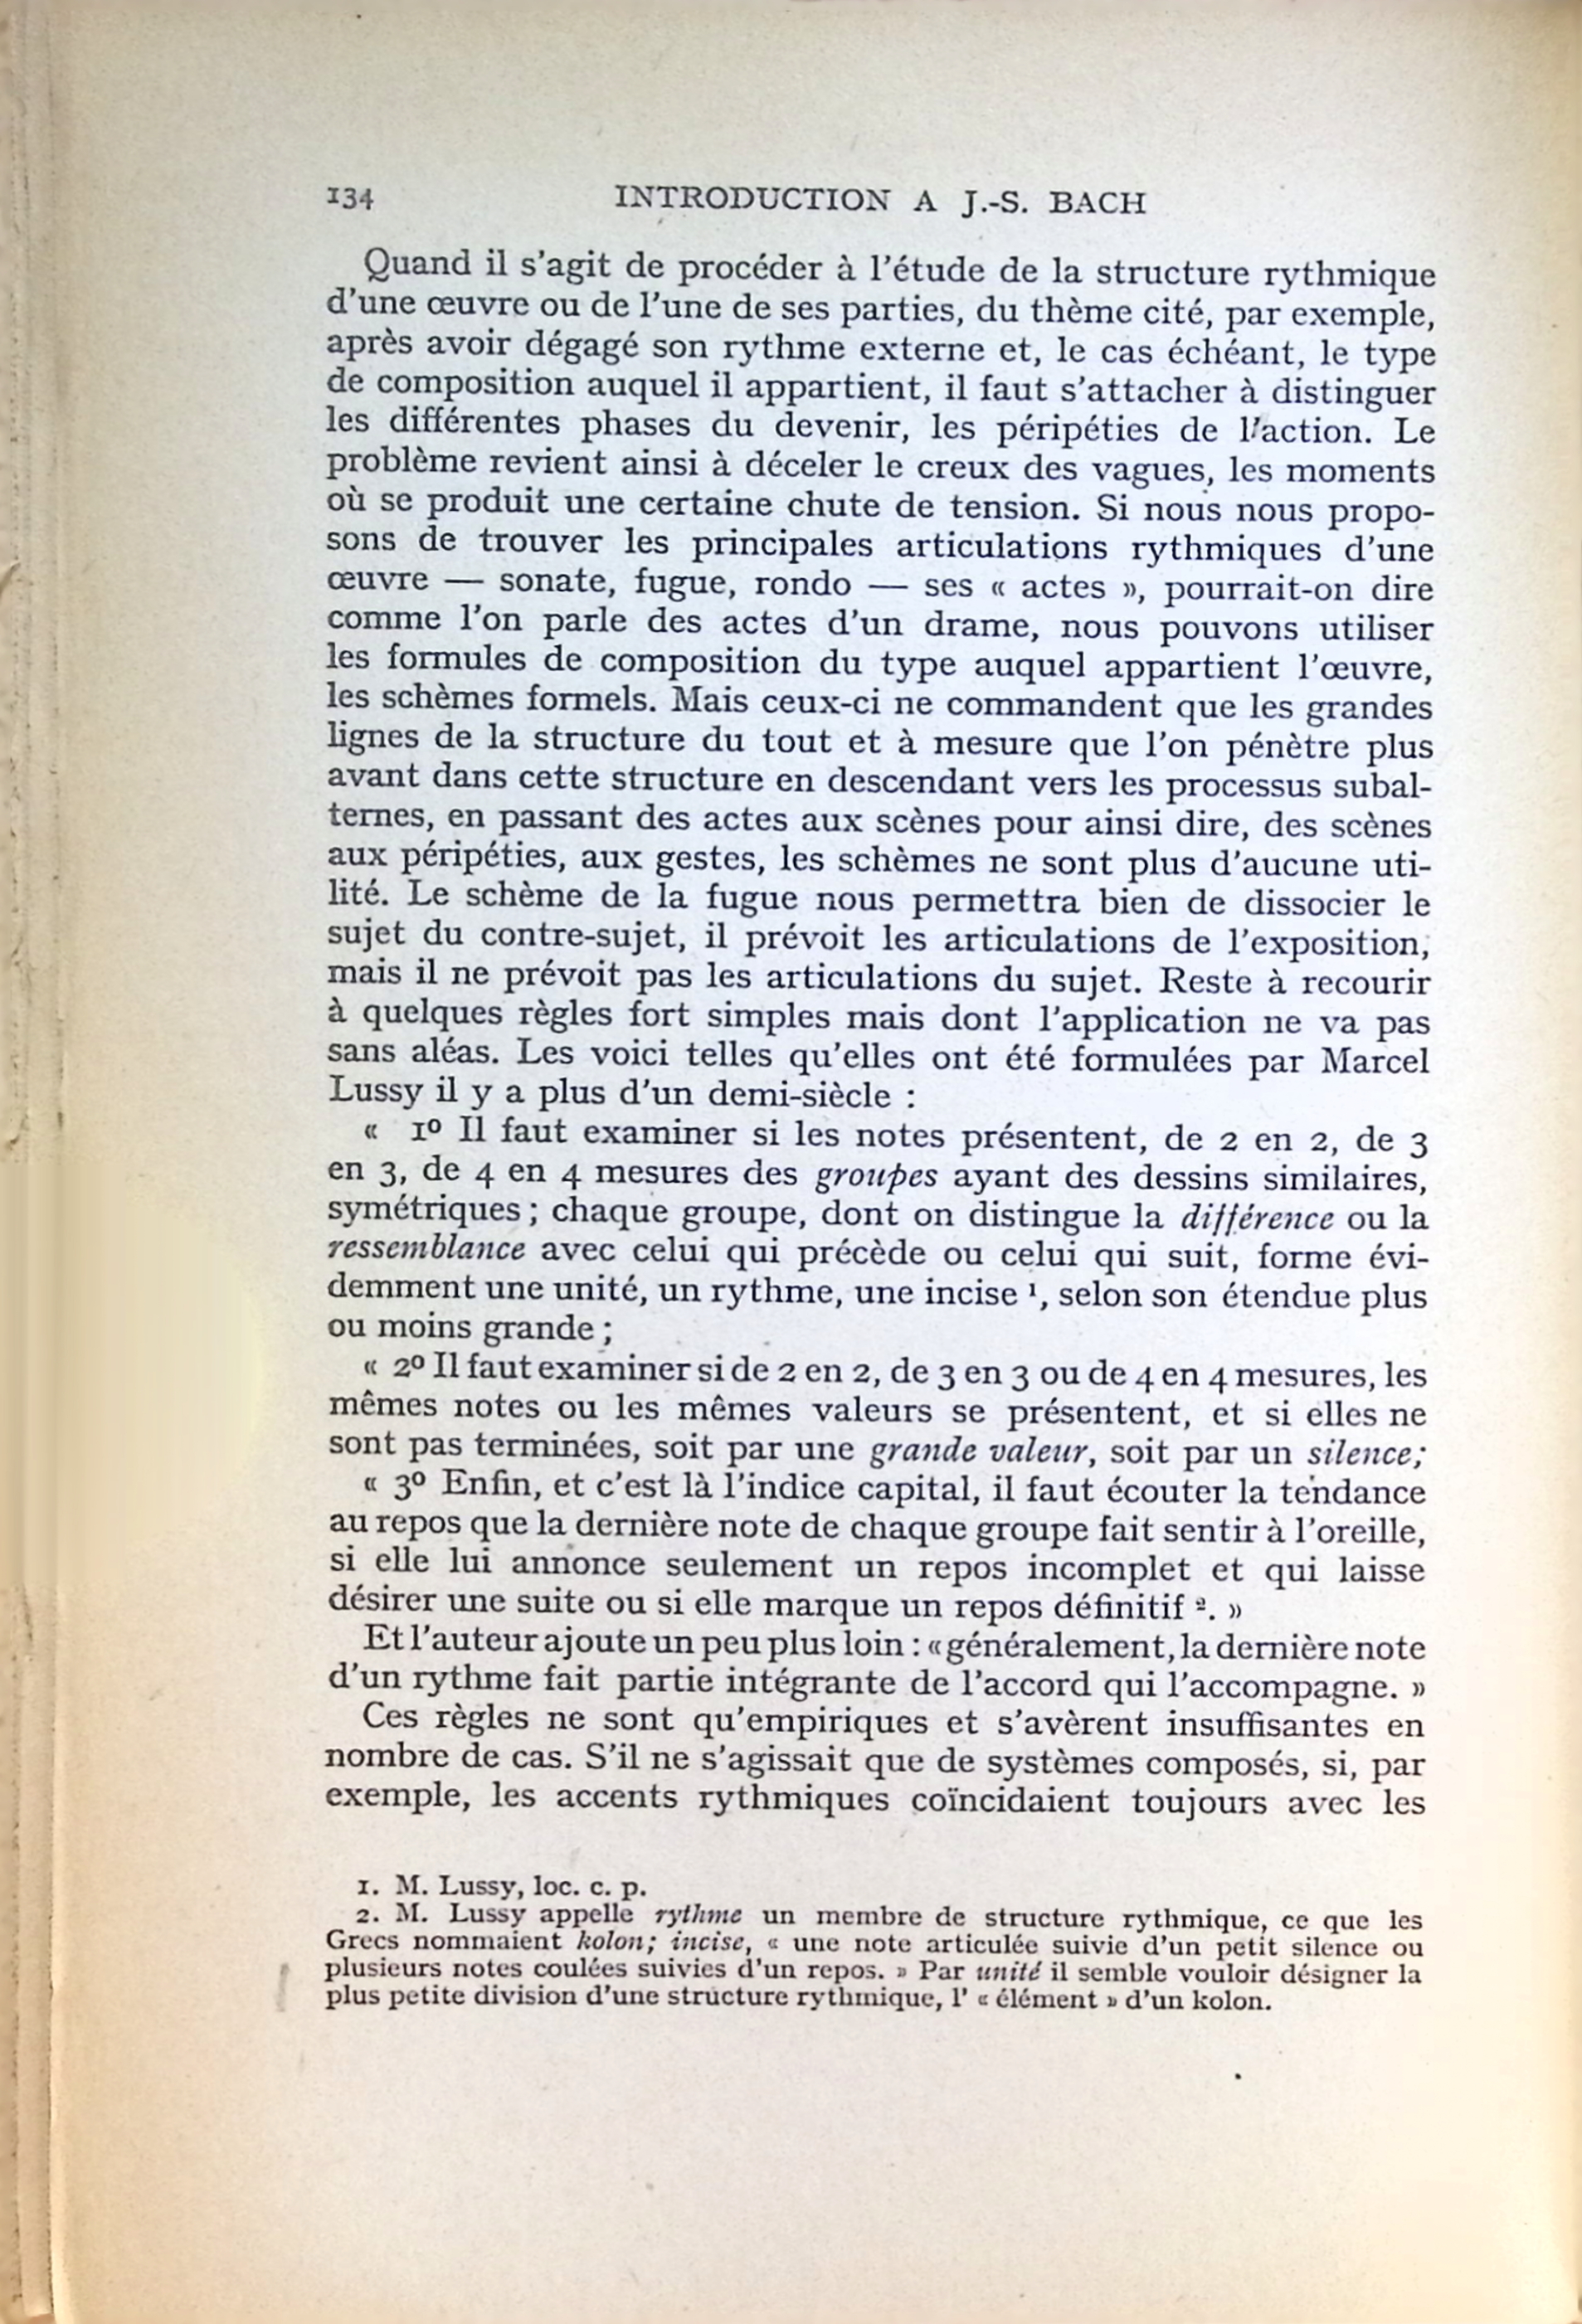 134 INTRODUCTION A J.-S. BACH
Quand il s'agit de procéder à l'étude de la structure rythmique
d'une œuvre ou de l'une de ses parties, du thème cité, par exemple,
après avoir dégagé son rythme externe et, le cas échéant, le type
de composition auquel il appartient, il faut s'attacher à distinguer
les différentes phases du devenir, les péripéties de l'action. Le
problème revient ainsi à déceler le creux des vagues, les moments
où se produit une certaine chute de tension. Si nous nous propo-
sons de trouver les principales articulations rythmiques d'une
œuvre — sonate, fugue, rondo — ses « actes », pourrait-on dire
comme l'on parle des actes d'un drame, nous pouvons utiliser
les formules de composition du type auquel appartient l'œuvre,
les schèmes formels. Mais ceux-ci ne commandent que les grandes
lignes de la structure du tout et à mesure que l'on pénètre plus
avant dans cette structure en descendant vers les processus subal-
ternes, en passant des actes aux scènes pour ainsi dire, des scènes
aux péripéties, aux gestes, les schèmes ne sont plus d'aucune uti-
lité. Le schème de la fugue nous permettra bien de dissocier le
sujet du contre-sujet, il prévoit les articulations de l'exposition,
mais il ne prévoit pas les articulations du sujet. Reste à recourir
à quelques règles fort simples mais dont l'application ne va pas
sans aléas. Les voici telles qu'elles ont été formulées par Marcel
Lussy il y a plus d'un demi-siècle :
« 1º Il faut examiner si les notes présentent, de 2 en 2, de 3
en 3, de 4 en 4 mesures des groupes ayant des dessins similaires,
symétriques ; chaque groupe, dont on distingue la différence ou la
ressemblance avec celui qui précède ou celui qui suit, forme évi-
demment une unité, un rythme, une incise ¹, selon son étendue plus
ou moins grande ;
« 2º Il faut examiner si de 2 en 2, de 3 en 3 ou de 4 en 4 mesures, les
mêmes notes ou les mêmes valeurs se présentent, et si elles ne
sont pas terminées, soit par une grande valeur, soit par un silence;
« 3º Enfin, et c'est là l'indice capital, il faut écouter la tendance
au repos que la dernière note de chaque groupe fait sentir à l'oreille,
si elle lui annonce seulement un repos incomplet et qui laisse
désirer une suite ou si elle marque un repos définitif ². »
Et l'auteur ajoute un peu plus loin : « généralement, la dernière note
d'un rythme fait partie intégrante de l'accord qui l'accompagne. »
Ces règles ne sont qu'empiriques et s'avèrent insuffisantes en
nombre de cas. S'il ne s'agissait que de systèmes composés, si, par
exemple, les accents rythmiques coïncidaient toujours avec les
1. M. Lussy, loc. c. p.
2. M. Lussy appelle rythme un membre de structure rythmique, ce que les
Grecs nommaient kolon; incise, « une note articulée suivie d'un petit silence ou
plusieurs notes coulées suivies d'un repos. » Par unité il semble vouloir désigner la
plus petite division d'une structure rythmique, l' « élément » d'un kolon.